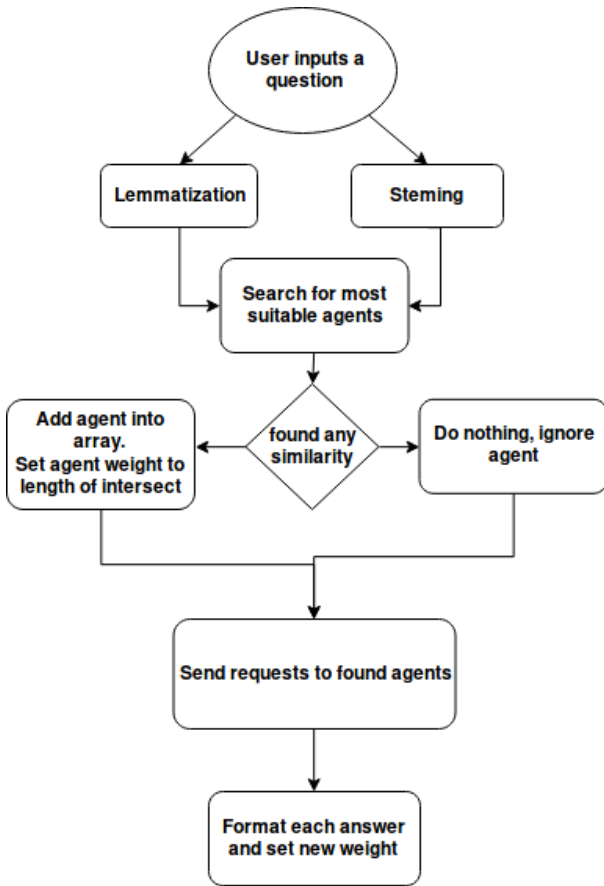 User inputs a
question
Lemmatization
Steming
Search for most
suitable agents
Add agent into
array.
Set agent weight to
length of intersect
found any
similarity
Do nothing, ignore
agent
Send requests to found agents
Format each answer
and set new weight